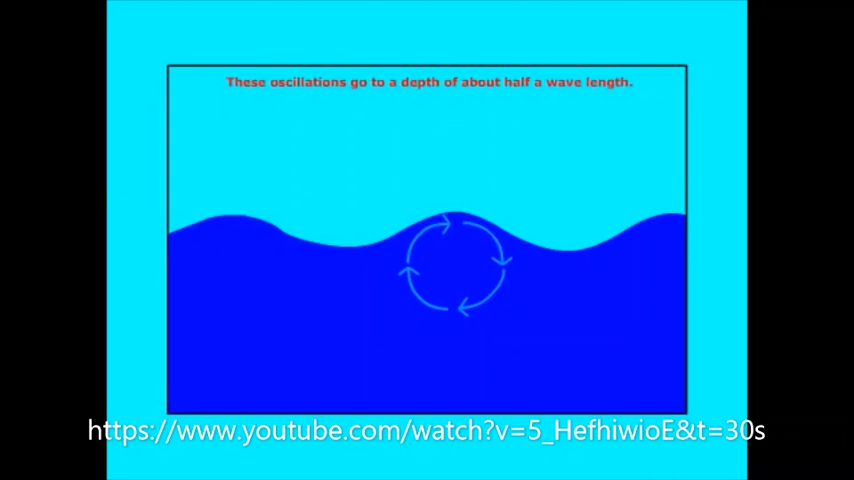 These oscillations go to a depth of about half a wave length.
https://www.youtube.com/watch?v=5_HefhiwioE&t=30s